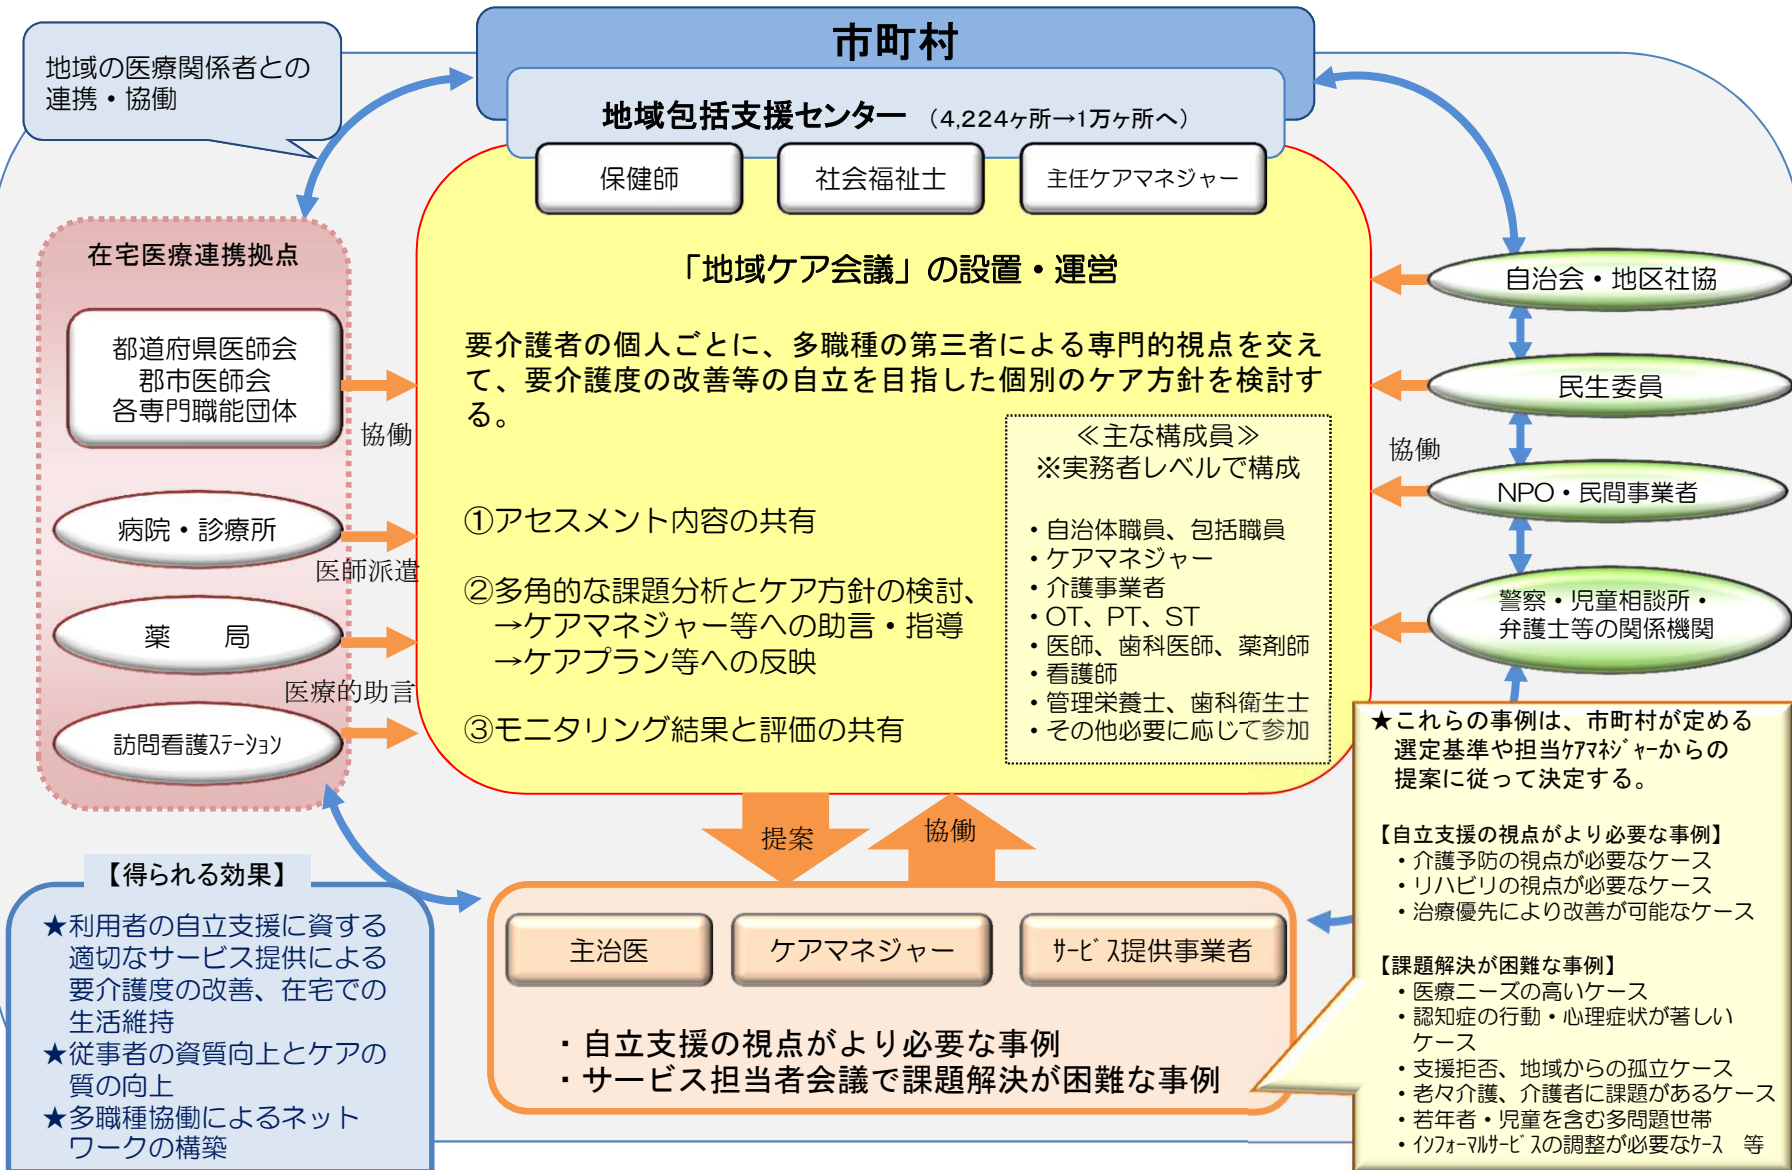 市町村
地域の医療関係者との
連携・協働
地域包括支援センター （4,224ヶ所→1万ヶ所へ）
保健師
社会福祉士
主任ケアマネジャー
在宅医療連携拠点
都道府県医師会
郡市医師会
各専門職能団体
協働
病院・診療所
医師派遣
薬　　局
医療的助言
訪問看護ｽﾃｰｼｮﾝ
「地域ケア会議」の設置・運営
要介護者の個人ごとに、多職種の第三者による専門的視点を交え
て、要介護度の改善等の自立を目指した個別のケア方針を検討す
る。
①アセスメント内容の共有
②多角的な課題分析とケア方針の検討、
→ケアマネジャー等への助言・指導
→ケアプラン等への反映
③モニタリング結果と評価の共有
≪主な構成員≫
※実務者レベルで構成
・自治体職員、包括職員
・ケアマネジャー
・介護事業者
・OT、PT、ST
・医師、歯科医師、薬剤師
・看護師
・管理栄養士、歯科衛生士
・その他必要に応じて参加
自治会・地区社協
民生委員
協働
NPO・民間事業者
警察・児童相談所・
弁護士等の関係機関
提案
協働
主治医
ケアマネジャー
ｻｰﾋﾞｽ提供事業者
・自立支援の視点がより必要な事例
・サービス担当者会議で課題解決が困難な事例
【得られる効果】
★利用者の自立支援に資する
適切なサービス提供による
要介護度の改善、在宅での
生活維持
★従事者の資質向上とケアの
質の向上
★多職種協働によるネット
ワークの構築
★これらの事例は、市町村が定める
選定基準や担当ｹｱﾏﾈｼﾞｬｰからの
提案に従って決定する。
【自立支援の視点がより必要な事例】
・介護予防の視点が必要なケース
・リハビリの視点が必要なケース
・治療優先により改善が可能なケース
【課題解決が困難な事例】
・医療ニーズの高いケース
・認知症の行動・心理症状が著しい
ケース
・支援拒否、地域からの孤立ケース
・老々介護、介護者に課題があるケース
・若年者・児童を含む多問題世帯
・ｲﾝﾌｫｰﾏﾙｻｰﾋﾞｽの調整が必要なｹｰｽ　等